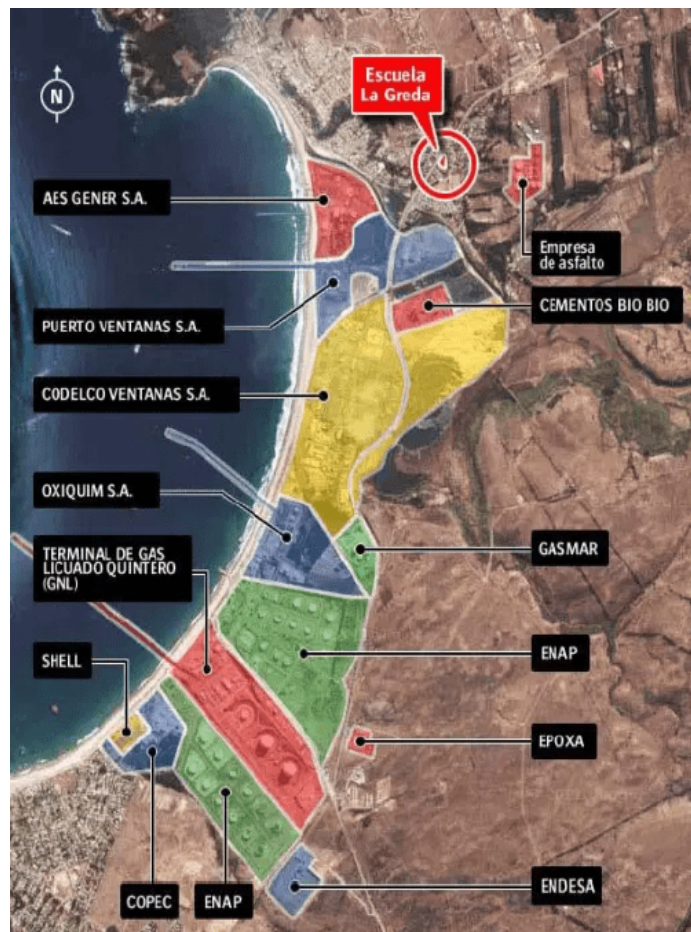 N
Escuela
La Greda
AES GENER S.A.
Empresa
de asfalto
CEMENTOS BIO BIO
PUERTO VENTANAS S.A.
CODELCO VENTANAS S.A.
OXIQUIM S.A.
TERMINAL DE GAS
LICUADO QUINTERO
(GNL)
GASMAR
SHELL
ENAP
EPOXA
COPEC
ENAP
ENDESA